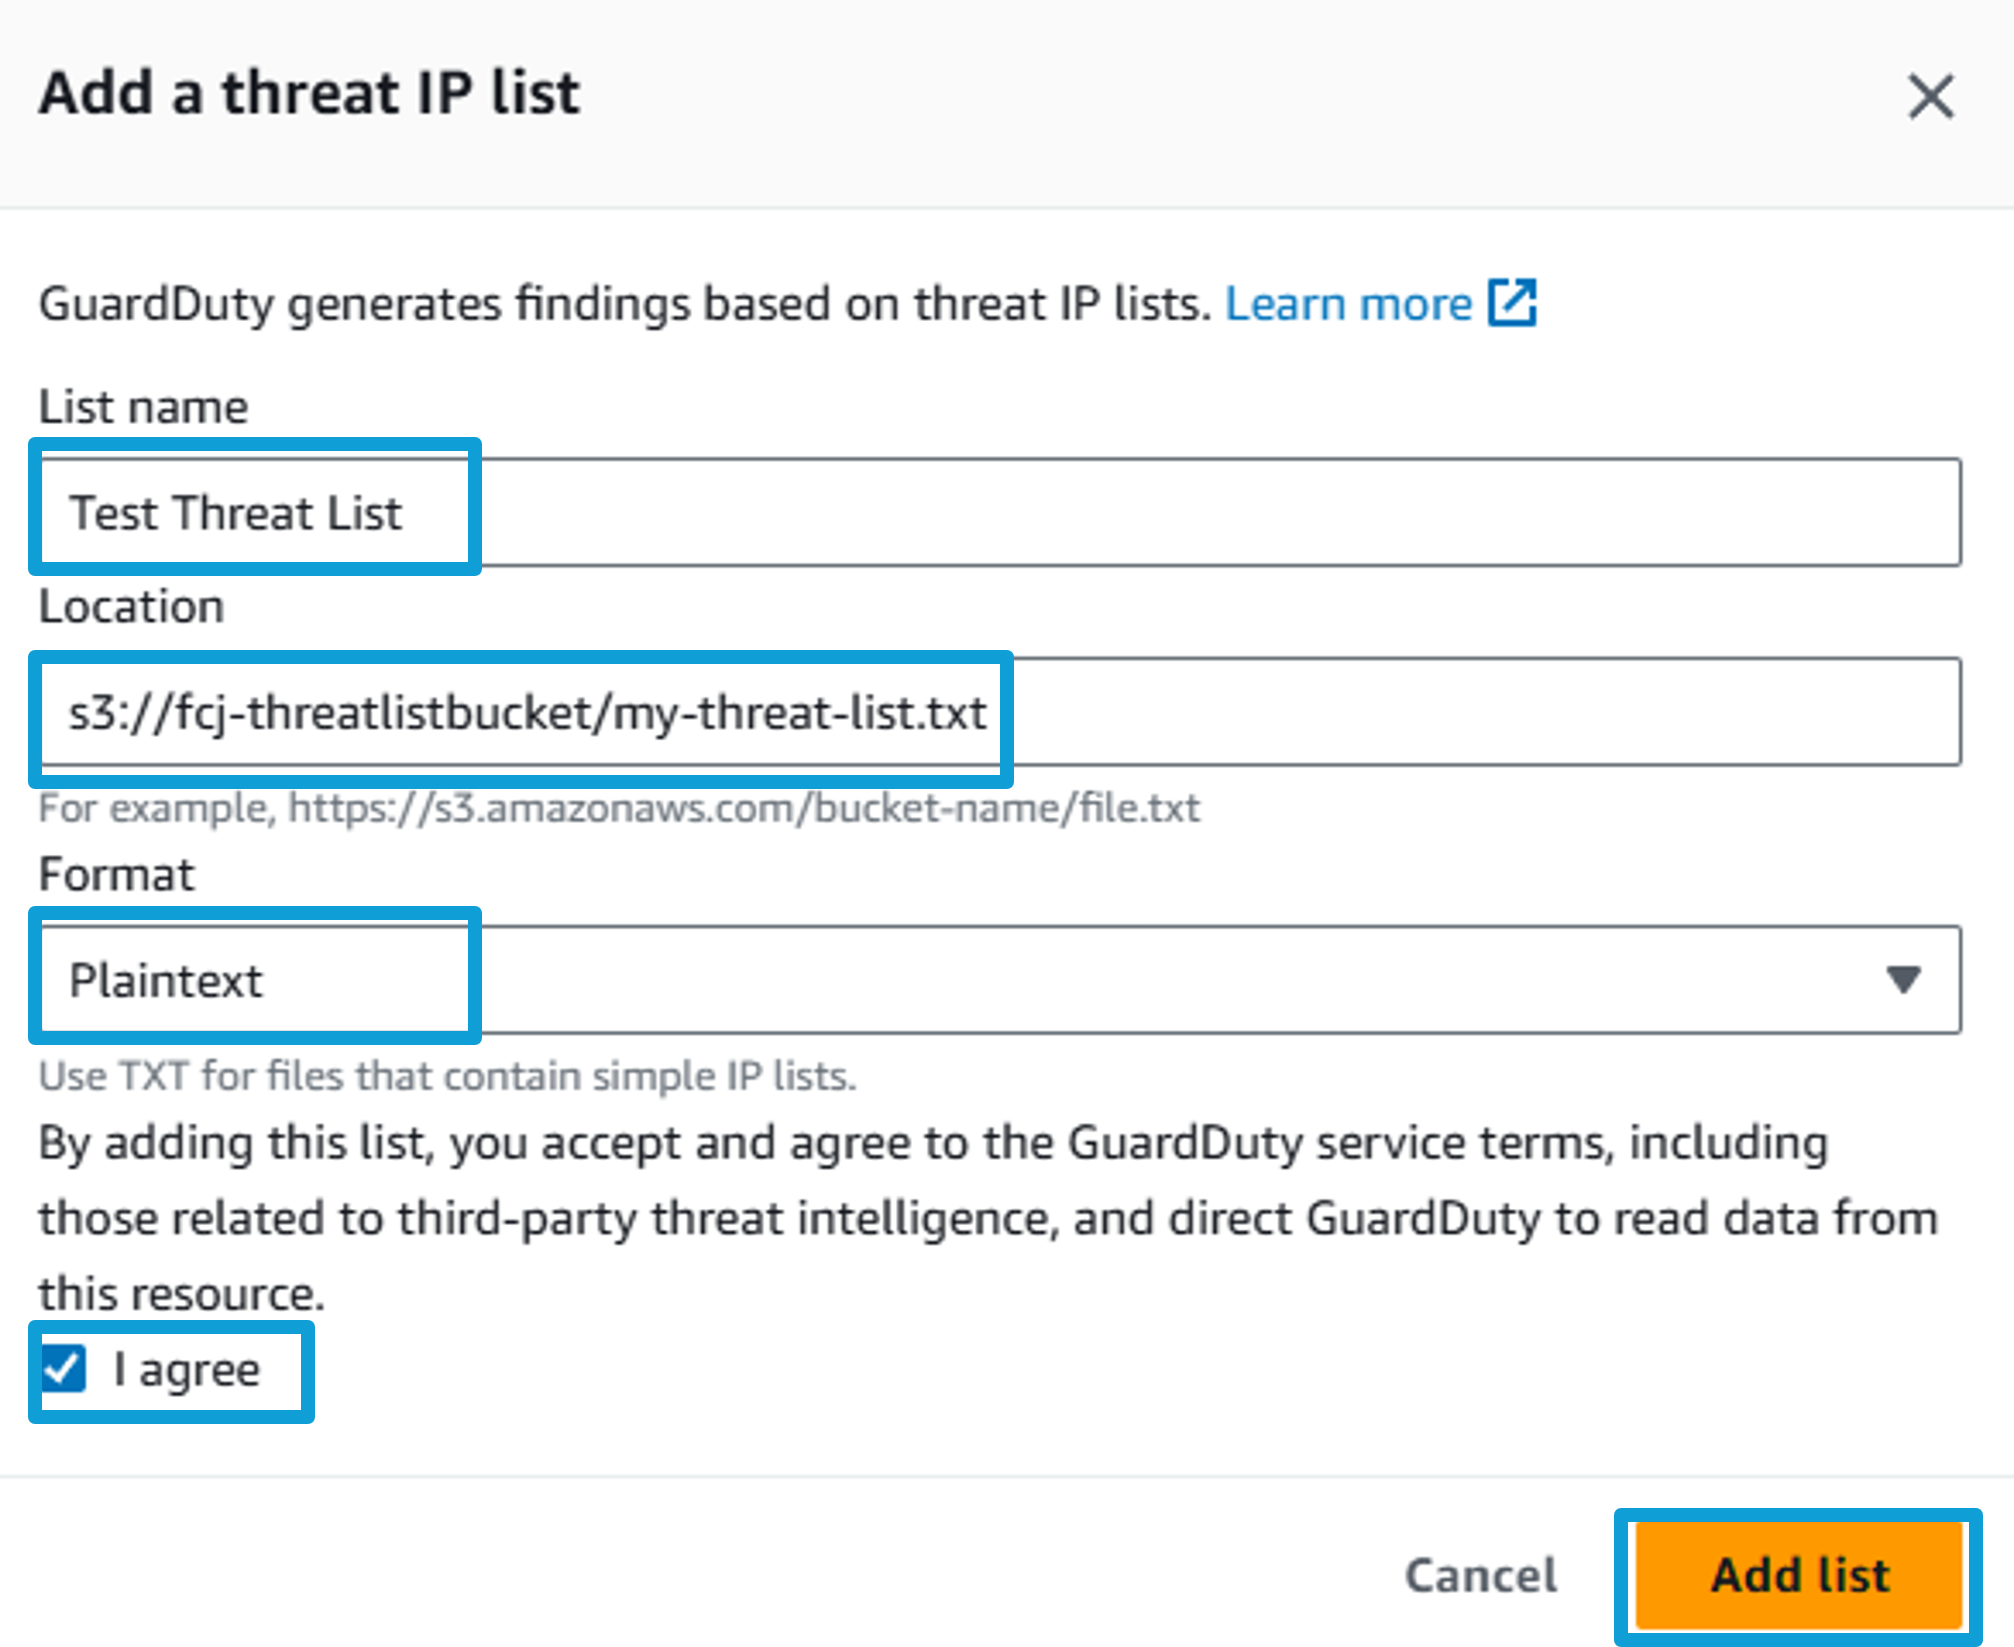 Add a threat IP list
GuardDuty generates findings based on threat IP lists. Learn more
List name
Test Threat List
Location
s3://fcj-threatlistbucket/my-threat-list.txt
For example, https://s3.amazonaws.com/bucket-name/file.txt
Format
Plaintext
Use TXT for files that contain simple IP lists.
By adding this list, you accept and agree to the GuardDuty service terms, including
those related to third-party threat intelligence, and direct GuardDuty to read data from
this resource.
I agree
Cancel
Add list